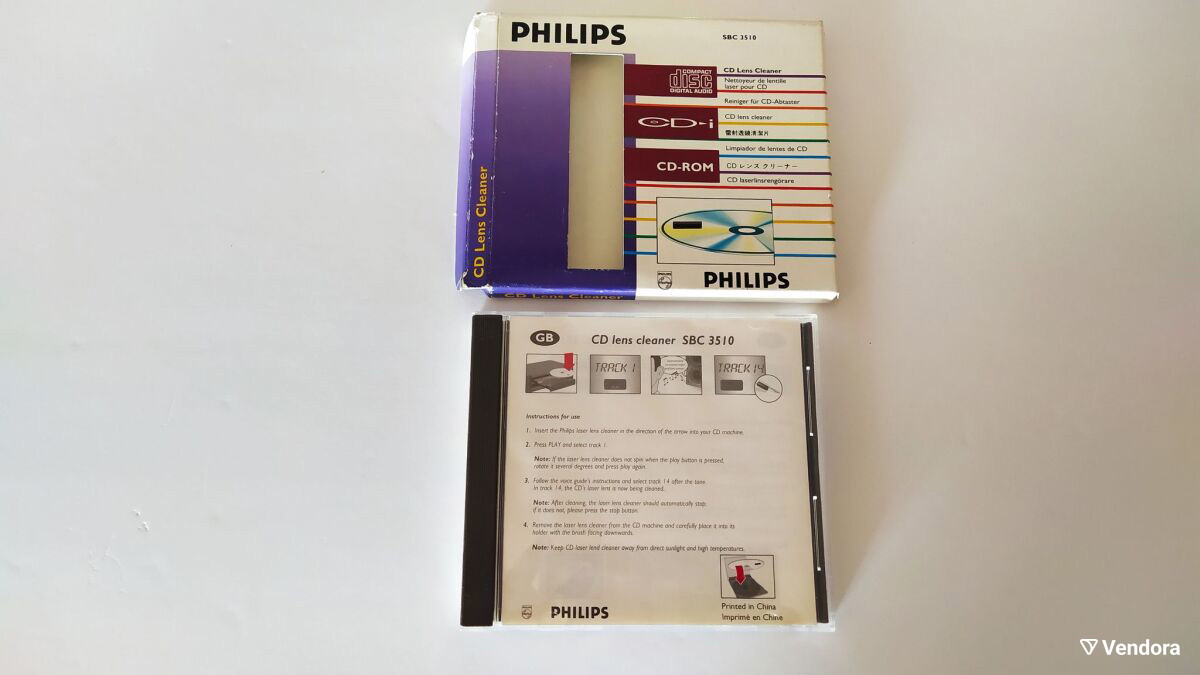 PHILIPS
SBC 3510
CD Lens Cleaner
COMPACT
disc
DIGITAL AUDIO
CD Lens Cleaner
Nettoyeur de lentille
laser pour CD
Reiniger für CD-Abtaster
CD-i
CD lens cleaner
雷射透鏡清潔片
Limpiador de lentes de CD
CD-ROM
CD レンズ クリーナー
CD laserlinsrengörare
PHILIPS
PHILIPS
CD Lens Cleaner
GB
CD lens cleaner SBC 3510
TRACK 1
TRACK 14
Instructions for use
1. Insert the Philips laser lens cleaner in the direction of the arrow into your CD machine.
2. Press PLAY and select track 1.
Note: If the laser lens cleaner does not spin when the play button is pressed,
rotate it several degrees and press play again.
3. Follow the voice guide's instructions and select track 14 after the tone.
In track 14, the CD's laser lens is now being cleaned.
Note: After cleaning, the laser lens cleaner should automatically stop.
if it does not, please press the stop button.
4. Remove the laser lens cleaner from the CD machine and carefully place it into its
holder with the brush facing downwards.
Note: Keep CD laser lend cleaner away from direct sunlight and high temperatures.
PHILIPS
Printed in China
Imprimé en Chine
Vendora